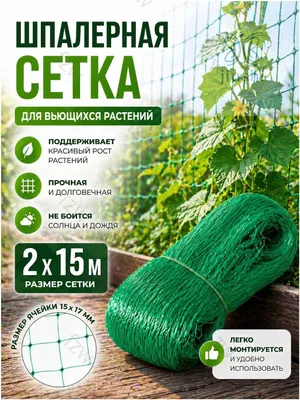 ШПАЛЕРНАЯ
СЕТКА
ДЛЯ ВЬЮЩИХСЯ РАСТЕНИЙ
ПОДДЕРЖИВАЕТ
КРАСИВЫЙ РОСТ
РАСТЕНИЙ
ПРОЧНАЯ
И ДОЛГОВЕЧНАЯ
НЕ БОИТСЯ
СОЛНЦА И ДОЖДЯ
2 х 15 м
РАЗМЕР СЕТКИ
РАЗМЕР ЯЧЕЙКИ 15 х 17 ММ
ЛЕГКО
МОНТИРУЕТСЯ
И УДОБНО
ИСПОЛЬЗОВАТЬ